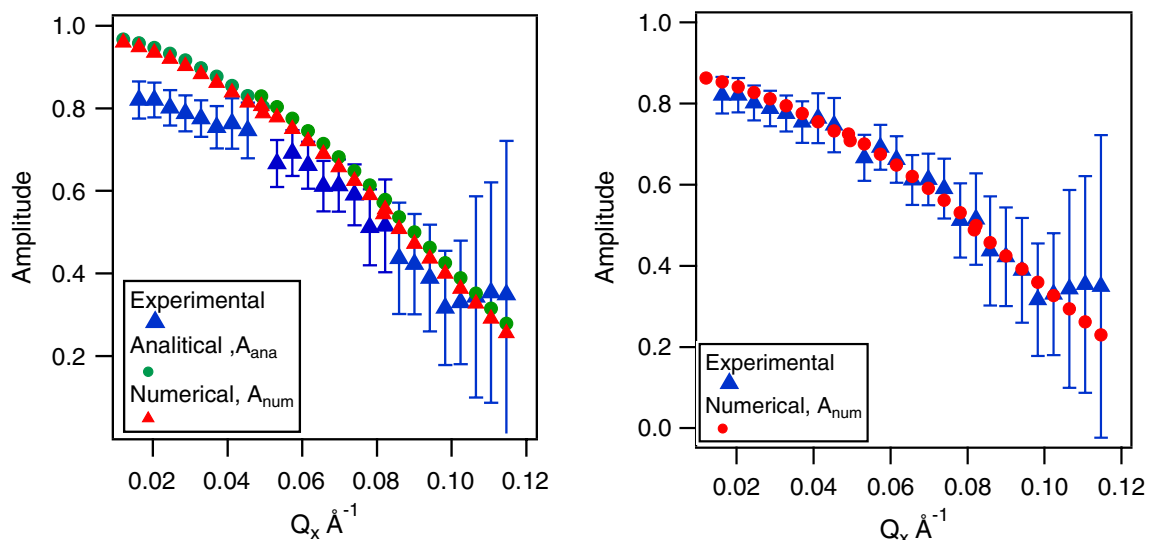 Amplitude
1.0
0.8
0.6
0.4
0.2
Experimental
Analitical ,A_ana
Numerical, A_num
0.02 0.04 0.06 0.08 0.10 0.12
Q_x Å^-1
Amplitude
1.0
0.8
0.6
0.4
0.2
0.0
Experimental
Numerical, A_num
0.02 0.04 0.06 0.08 0.10 0.12
Q_x Å^-1